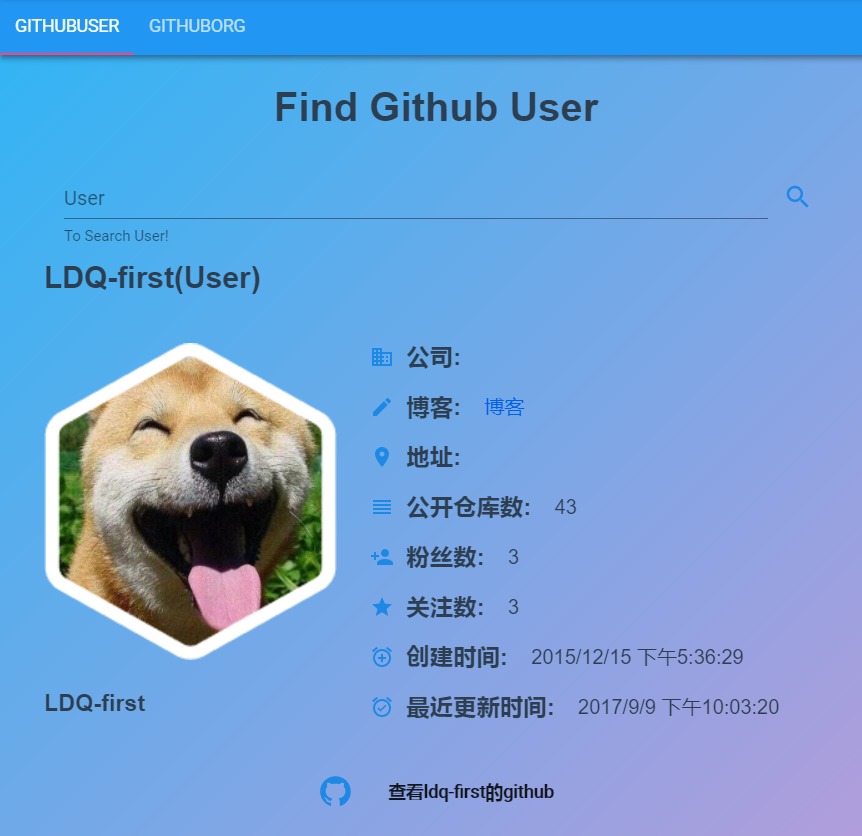 GITHUBUSER GITHUBORG
Find Github User
User
To Search User!
LDQ-first(User)
公司:
博客: 博客
地址:
公开仓库数: 43
粉丝数: 3
关注数: 3
创建时间: 2015/12/15 下午5:36:29
最近更新时间: 2017/9/9 下午10:03:20
LDQ-first
查看ldq-first的github